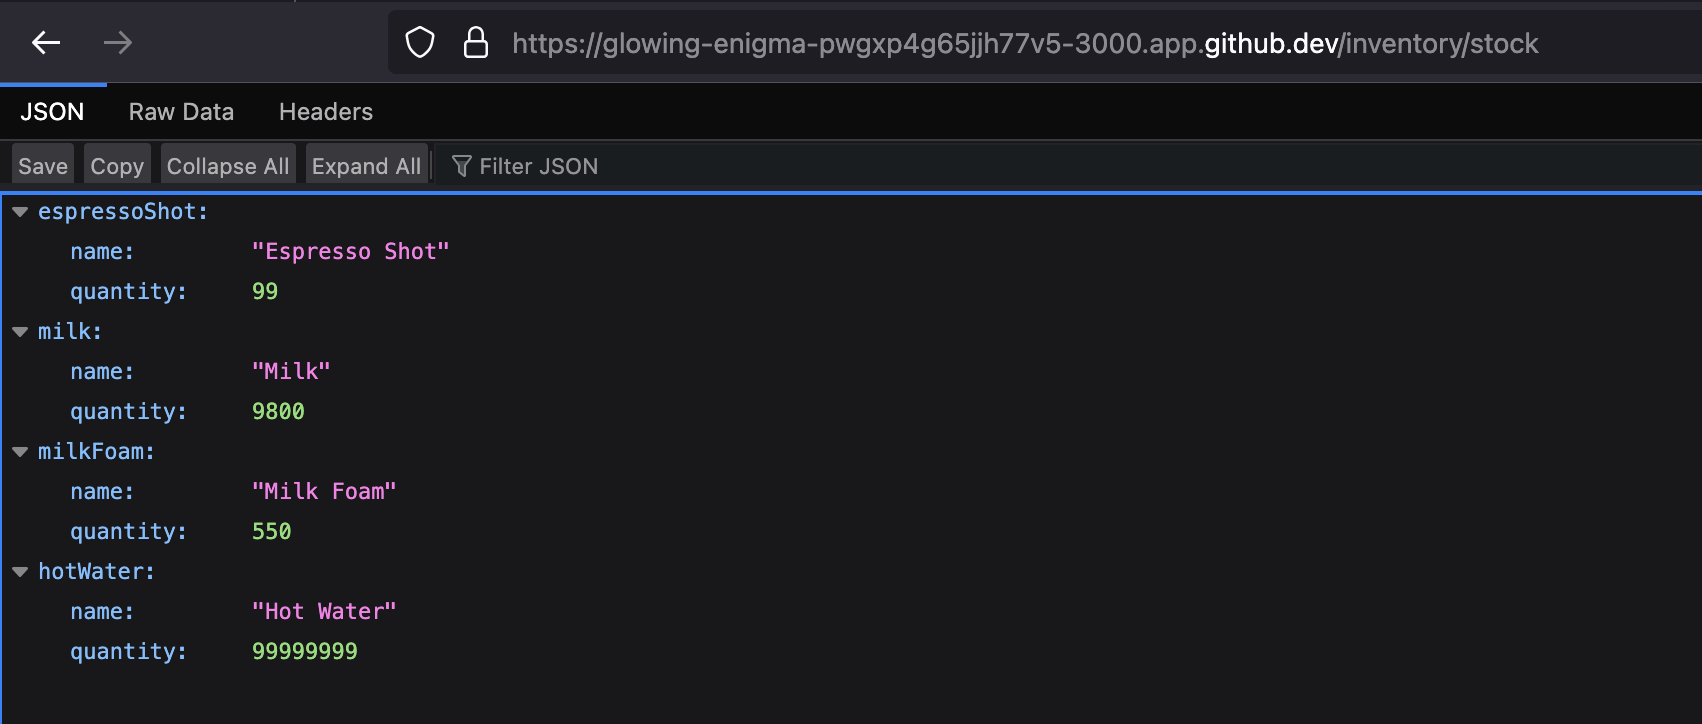 https://glowing-enigma-pwgxp4g65jjh77v5-3000.app.github.dev/inventory/stock
JSON Raw Data Headers
Save Copy Collapse All Expand All Filter JSON
espressoShot:
name: "Espresso Shot"
quantity: 99
milk:
name: "Milk"
quantity: 9800
milkFoam:
name: "Milk Foam"
quantity: 550
hotWater:
name: "Hot Water"
quantity: 99999999